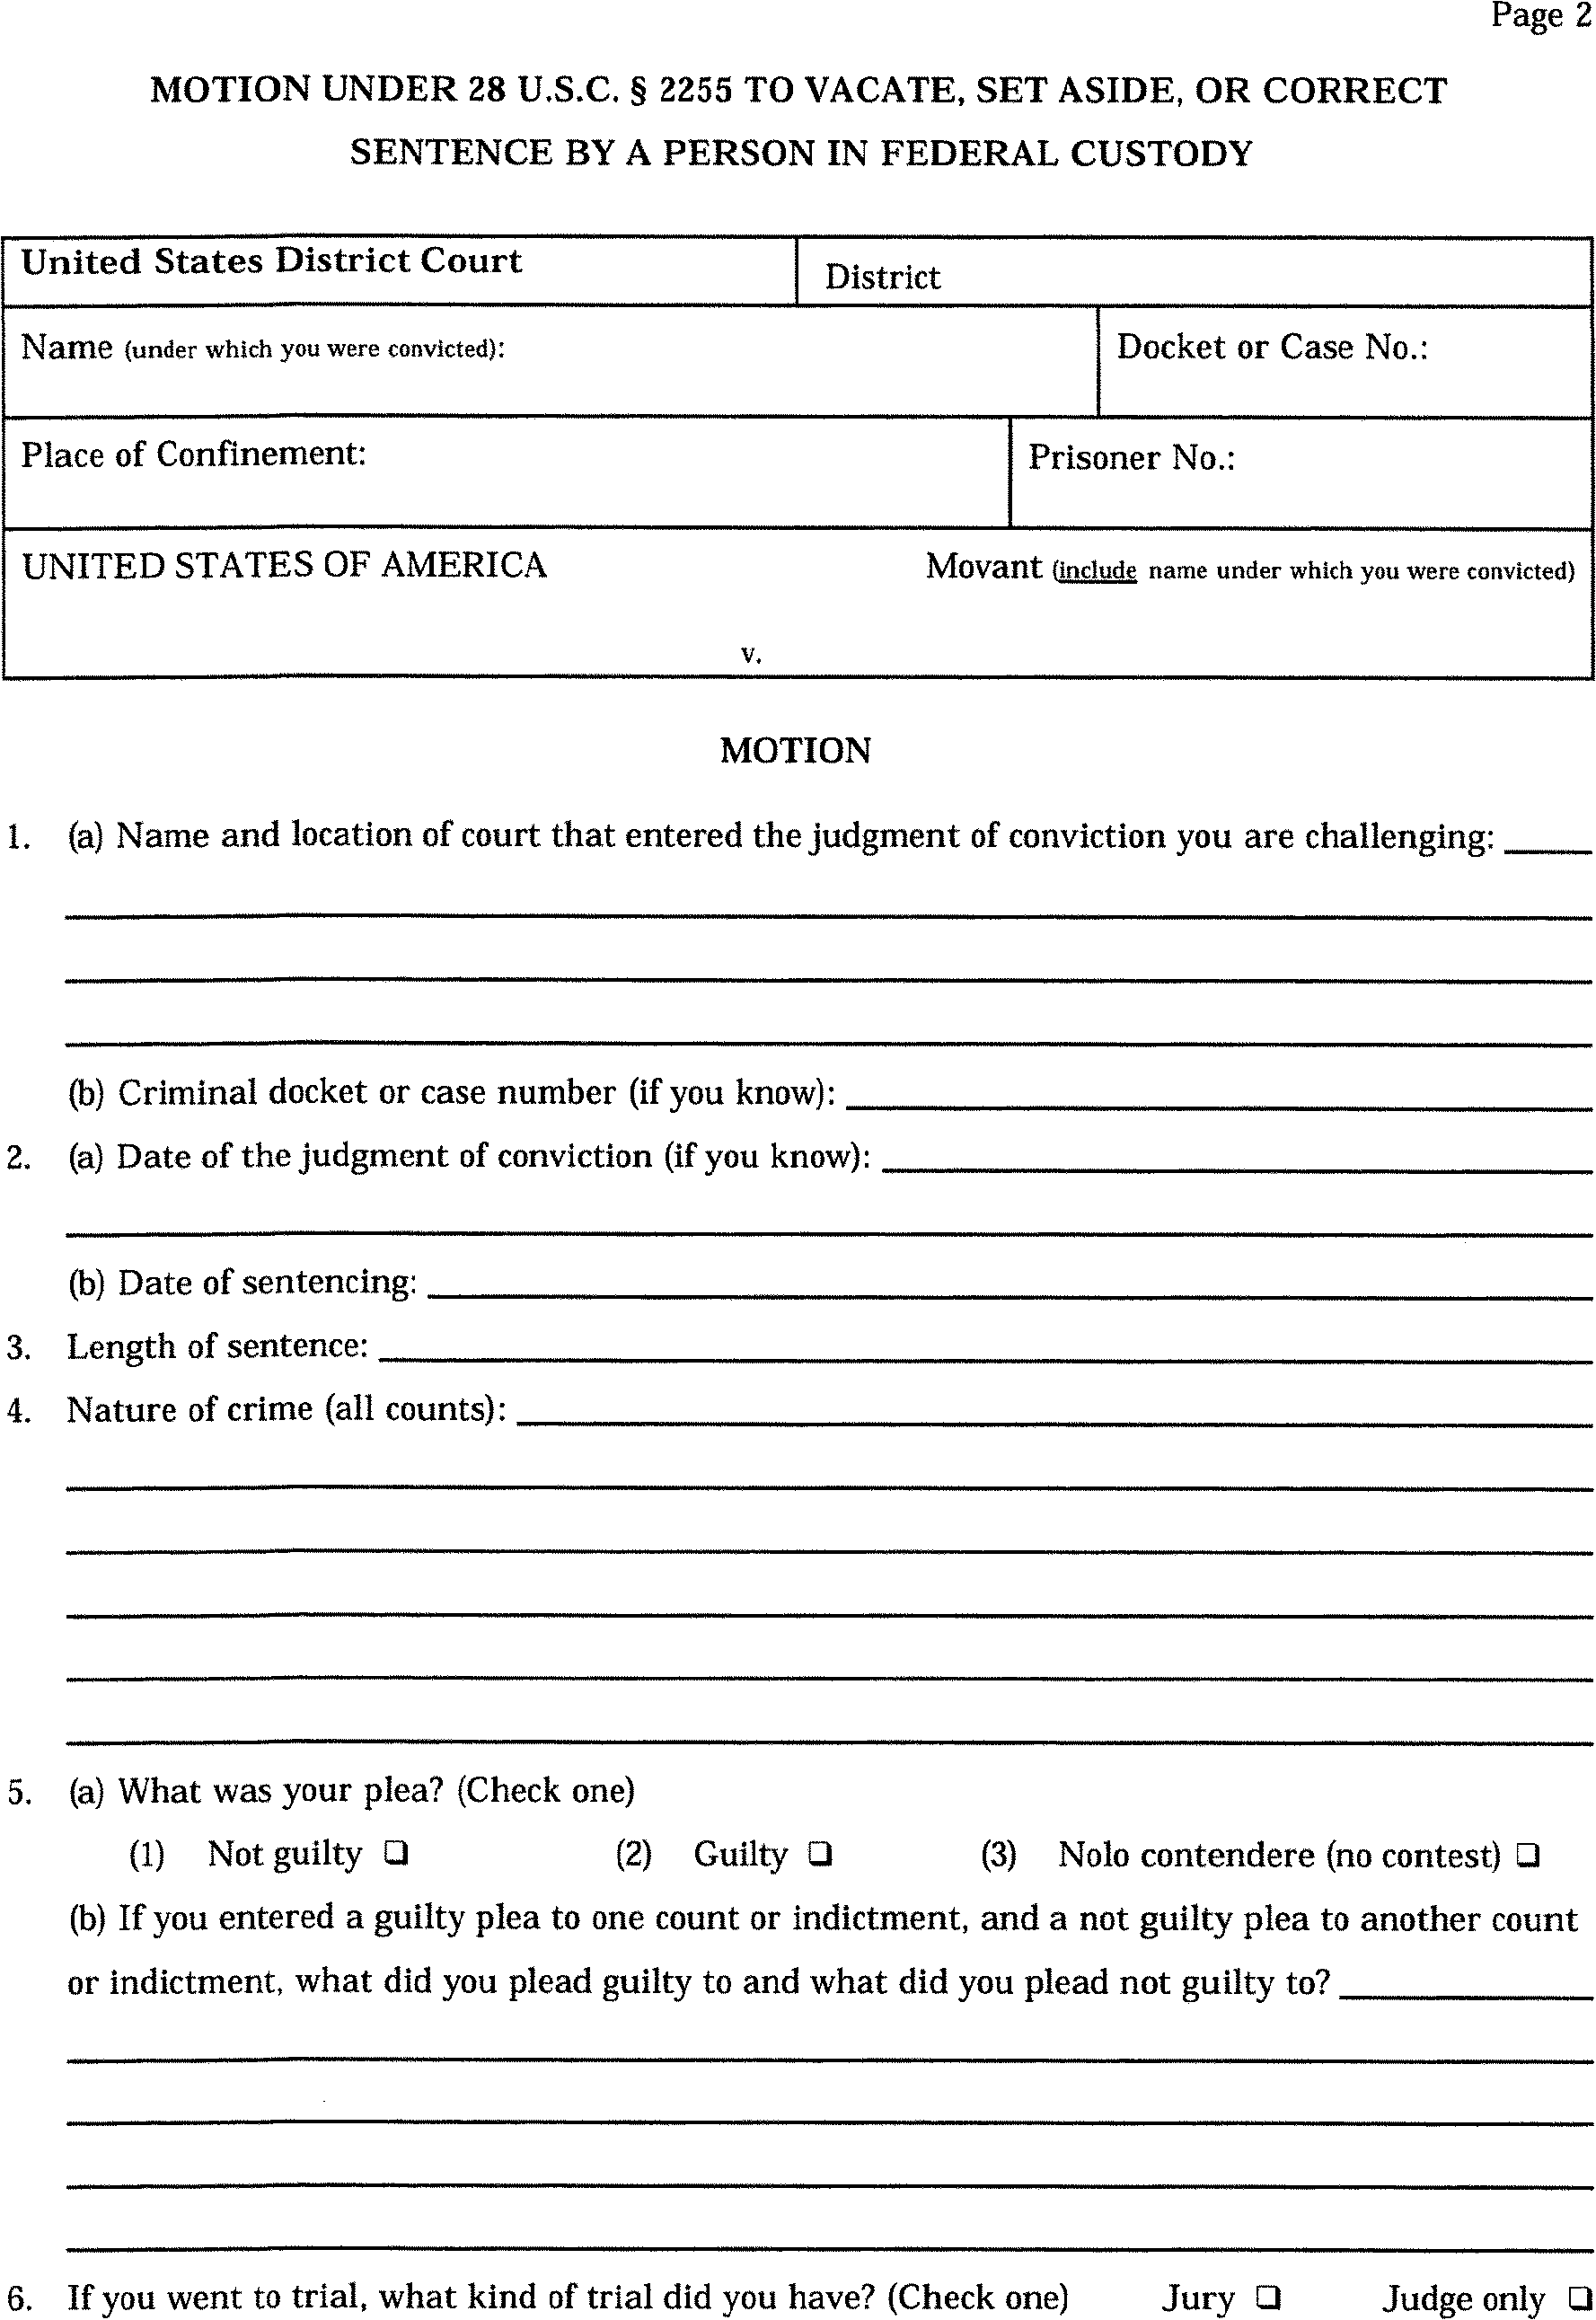 Page 2
MOTION UNDER 28 U.S.C. § 2255 TO VACATE, SET ASIDE, OR CORRECT
SENTENCE BY A PERSON IN FEDERAL CUSTODY
United States District Court
District
Name (under which you were convicted):
Docket or Case No.:
Place of Confinement:
Prisoner No.:
UNITED STATES OF AMERICA
Movant (include name under which you were convicted)
v.
MOTION
1. (a) Name and location of court that entered the judgment of conviction you are challenging:
(b) Criminal docket or case number (if you know):
2. (a) Date of the judgment of conviction (if you know):
(b) Date of sentencing:
3. Length of sentence:
4. Nature of crime (all counts):
5. (a) What was your plea? (Check one)
(1) Not guilty ❏ (2) Guilty ❏ (3) Nolo contendere (no contest) ❏
(b) If you entered a guilty plea to one count or indictment, and a not guilty plea to another count
or indictment, what did you plead guilty to and what did you plead not guilty to?
6. If you went to trial, what kind of trial did you have? (Check one) Jury ❏ Judge only ❏